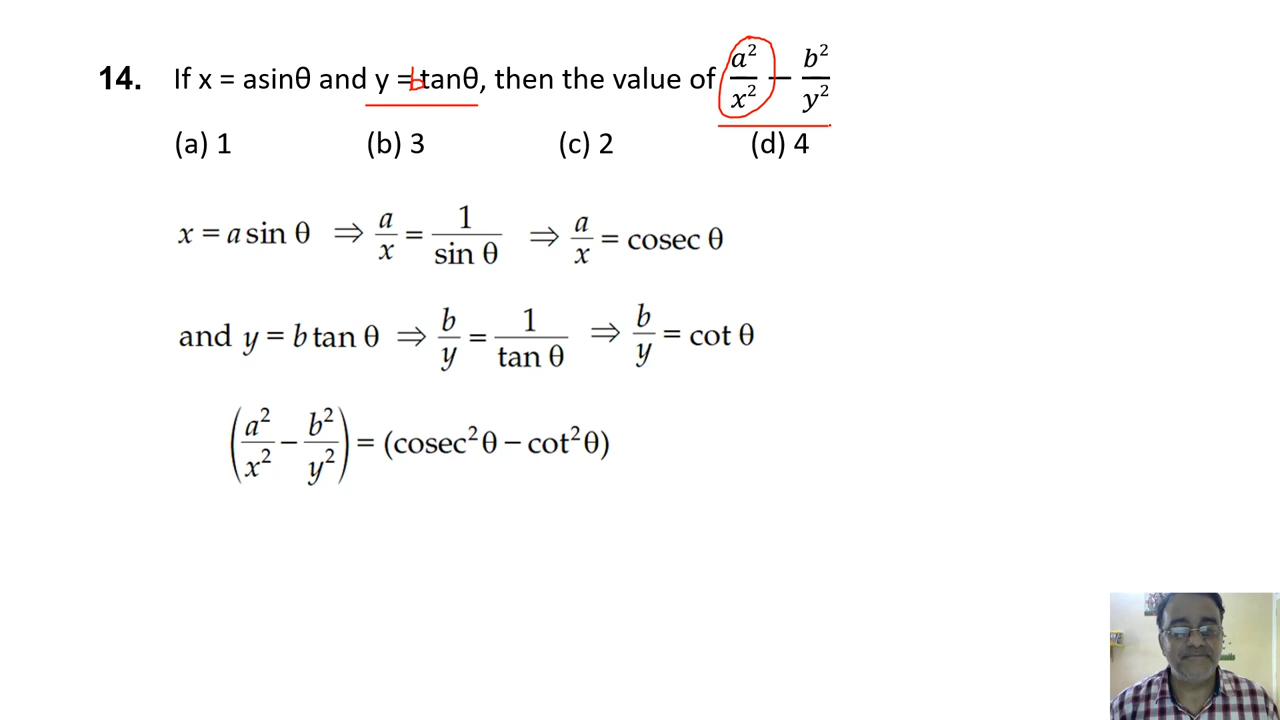 14. If x = asinθ and y = btanθ, then the value of a²/x² − b²/y²
(a) 1 (b) 3 (c) 2 (d) 4
x = a sin θ ⇒ a/x = 1/sin θ ⇒ a/x = cosec θ
and y = b tan θ ⇒ b/y = 1/tan θ ⇒ b/y = cot θ
(a²/x² − b²/y²) = (cosec²θ − cot²θ)